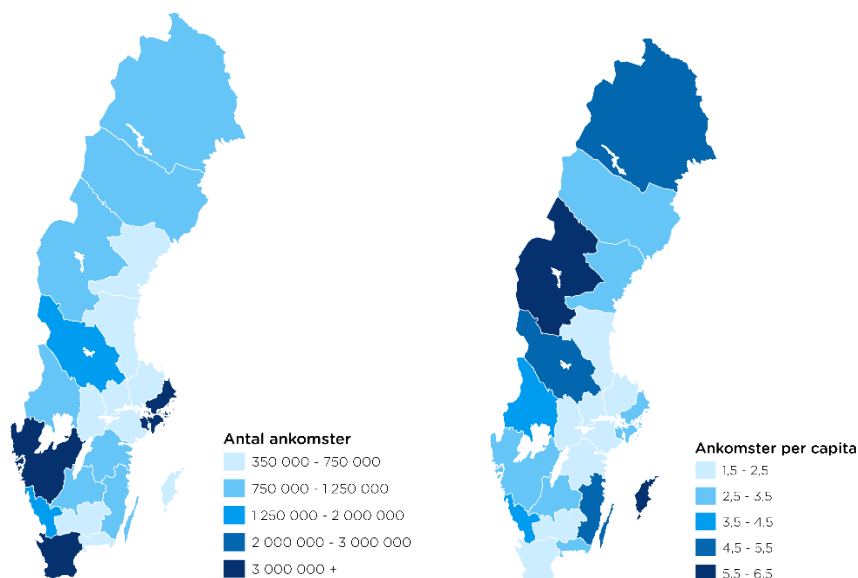 Antal ankomster
350 000 - 750 000
750 000 - 1 250 000
1 250 000 - 2 000 000
2 000 000 - 3 000 000
3 000 000 +
Ankomster per capita
1,5 - 2,5
2,5 - 3,5
3,5 - 4,5
4,5 - 5,5
5,5 - 6,5